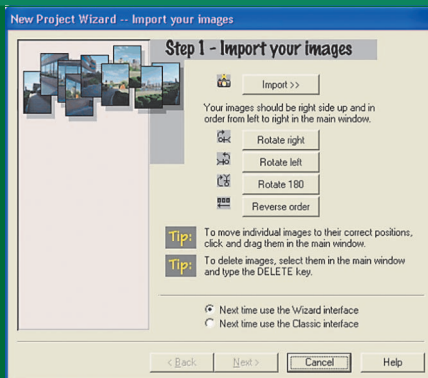 New Project Wizard -- Import your images
Step 1 - Import your images
Import >>
Your images should be right side up and in
order from left to right in the main window.
Rotate right
Rotate left
Rotate 180
Reverse order
Tip: To move individual images to their correct positions,
click and drag them in the main window.
Tip: To delete images, select them in the main window
and type the DELETE key.
Next time use the Wizard interface
Next time use the Classic interface
< Back Next > Cancel Help